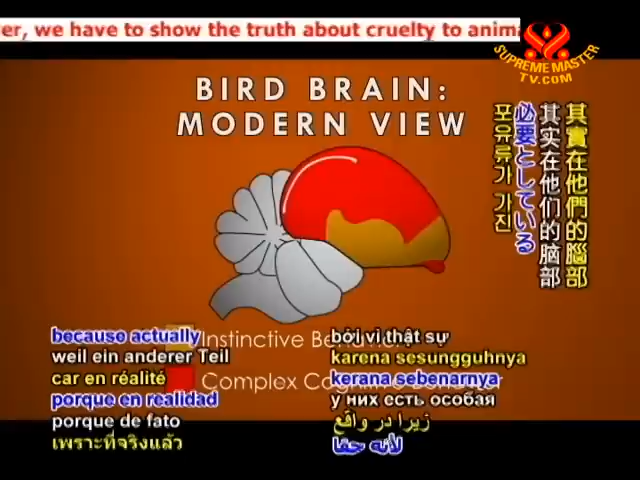 er, we have to show the truth about cruelty to anima
SUPREME MASTER
TV.COM
BIRD BRAIN:
MODERN VIEW
其實在他們的腦部
其实在他们的脑部
必要としている
포유류가 가진
Instinctive Beh
Complex Co
because actually
weil ein anderer Teil
car en réalité
porque en realidad
porque de fato
เพราะที่จริงแล้ว
bởi vì thật sự
karena sesungguhnya
kerana sebenarnya
у них есть особая
زیرا در واقع
لأنه حقا